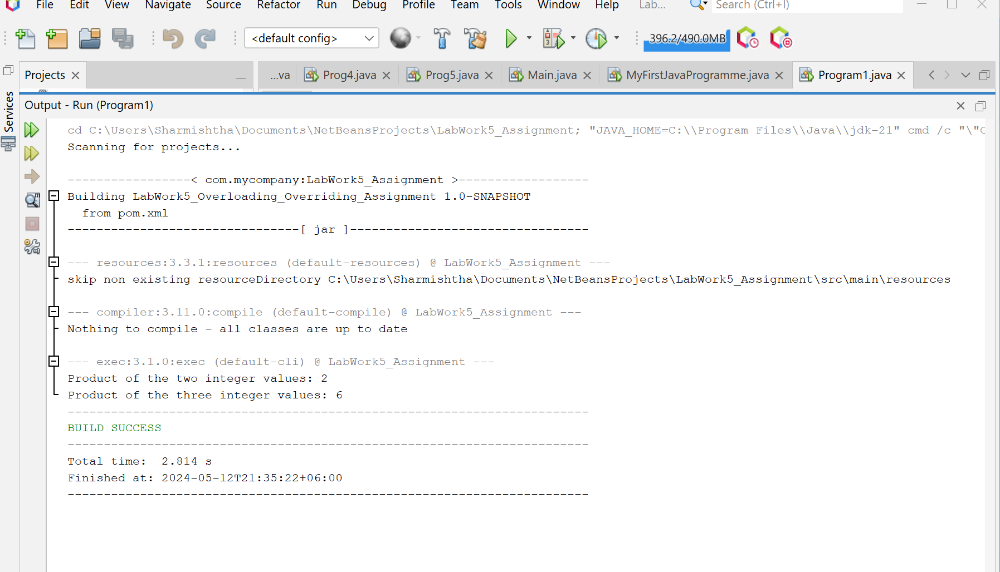 File Edit View Navigate Source Refactor Run Debug Profile Team Tools Window Help Lab... Search (Ctrl+I)
<default config> 396.2/490.0MB
Projects ...va Prog4.java Prog5.java Main.java MyFirstJavaProgramme.java Program1.java
Services
Output - Run (Program1)
cd C:\Users\Sharmishtha\Documents\NetBeansProjects\LabWork5_Assignment; "JAVA_HOME=C:\\Program Files\\Java\\jdk-21" cmd /c "\"C
Scanning for projects...
-----------------< com.mycompany:LabWork5_Assignment >------------------
Building LabWork5_Overloading_Overriding_Assignment 1.0-SNAPSHOT
from pom.xml
--------------------------------[ jar ]---------------------------------
--- resources:3.3.1:resources (default-resources) @ LabWork5_Assignment ---
skip non existing resourceDirectory C:\Users\Sharmishtha\Documents\NetBeansProjects\LabWork5_Assignment\src\main\resources
--- compiler:3.11.0:compile (default-compile) @ LabWork5_Assignment ---
Nothing to compile - all classes are up to date
--- exec:3.1.0:exec (default-cli) @ LabWork5_Assignment ---
Product of the two integer values: 2
Product of the three integer values: 6
------------------------------------------------------------------------
BUILD SUCCESS
------------------------------------------------------------------------
Total time:  2.814 s
Finished at: 2024-05-12T21:35:22+06:00
------------------------------------------------------------------------